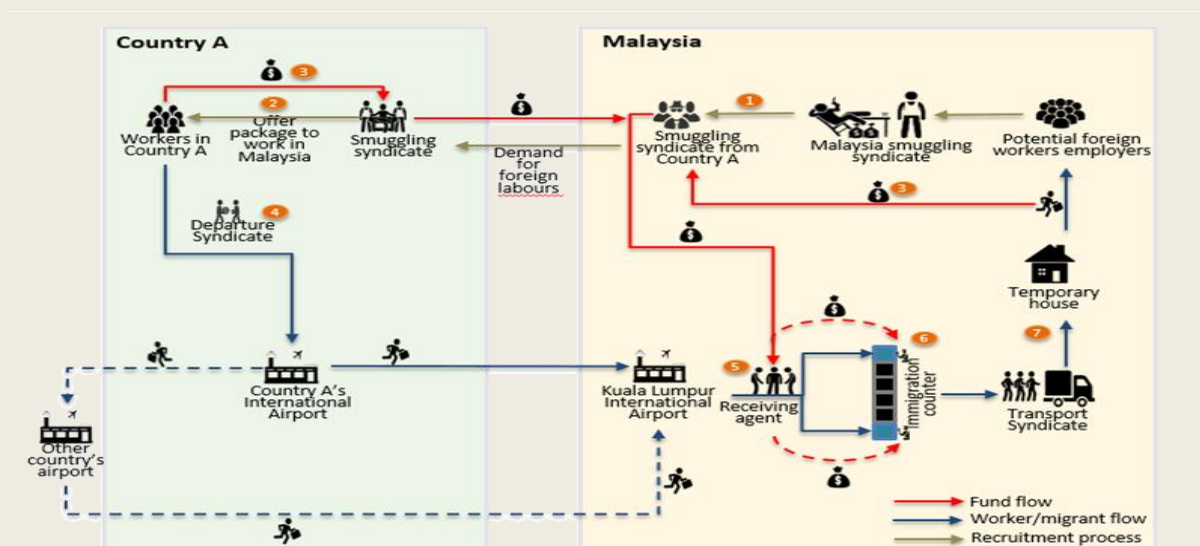 Country A
Malaysia
3
2
1
Offer
package to
work in
Malaysia
Workers in
Country A
Smuggling
syndicate
Demand
for
foreign
labours
Smuggling
syndicate from
Country A
Malaysia smuggling
syndicate
Potential foreign
workers employers
3
4
Departure
Syndicate
Temporary
house
7
6
5
Country A's
International
Airport
Kuala Lumpur
International
Airport
Receiving
agent
Immigration
counter
Transport
Syndicate
Other
country's
airport
Fund flow
Worker/migrant flow
Recruitment process